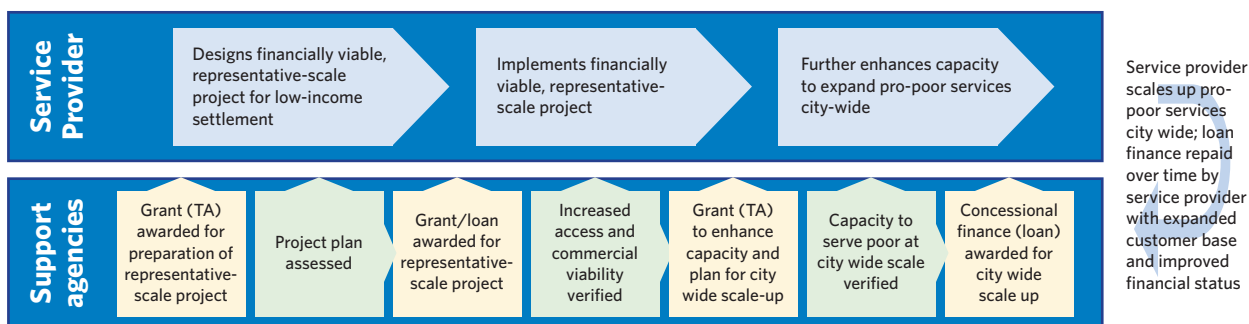 Service
Provider
Designs financially viable,
representative-scale
project for low-income
settlement
Implements financially
viable, representative-
scale project
Further enhances capacity
to expand pro-poor services
city-wide
Support
agencies
Grant (TA)
awarded for
preparation of
representative-
scale project
Project plan
assessed
Grant/loan
awarded for
representative-
scale project
Increased
access and
commercial
viability
verified
Grant (TA)
to enhance
capacity and
plan for city
wide scale-up
Capacity to
serve poor at
city wide scale
verified
Concessional
finance (loan)
awarded for
city wide
scale up
Service provider
scales up pro-
poor services
city wide; loan
finance repaid
over time by
service provider
with expanded
customer base
and improved
financial status